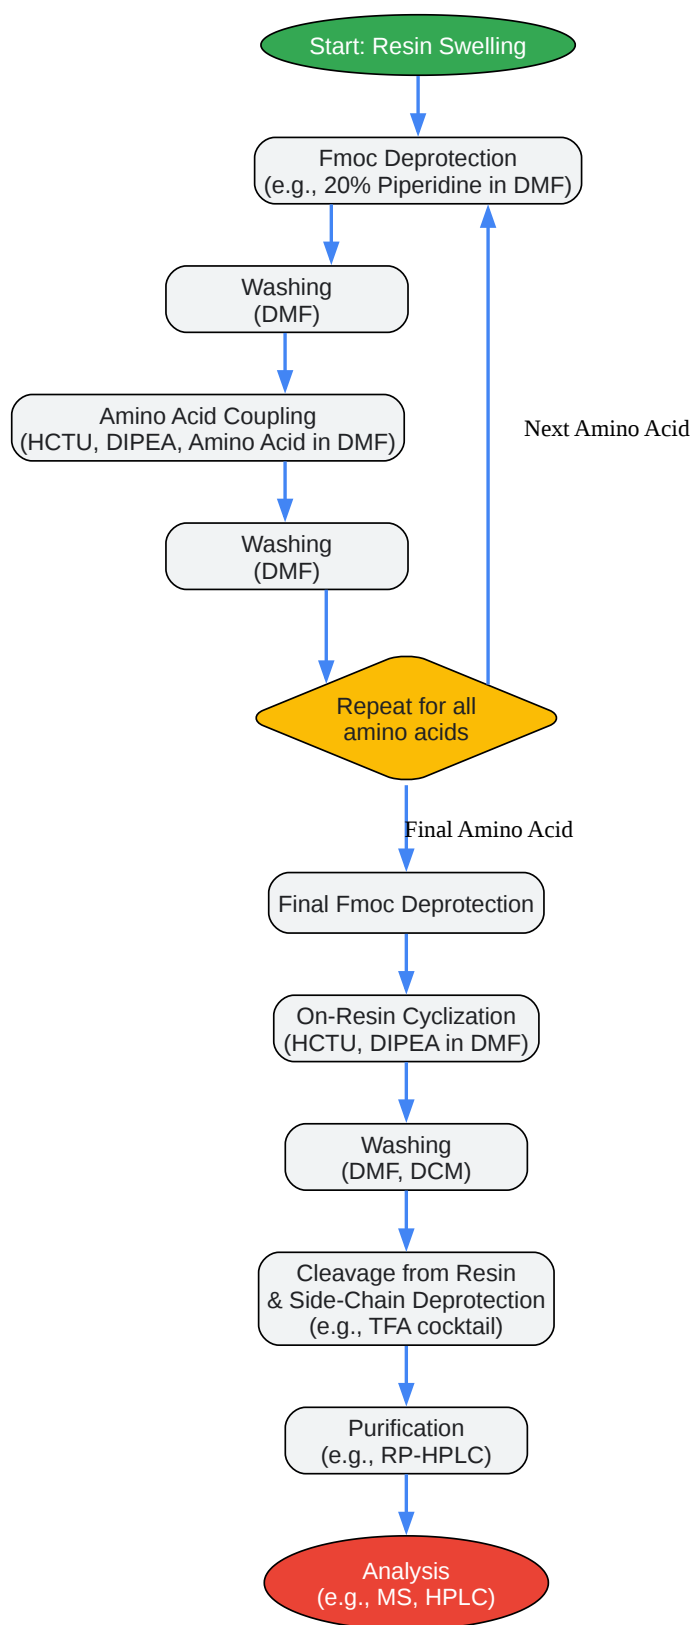 Start: Resin Swelling
Fmoc Deprotection
(e.g., 20% Piperidine in DMF)
Washing
(DMF)
Amino Acid Coupling
(HCTU, DIPEA, Amino Acid in DMF)
Next Amino Acid
Washing
(DMF)
Repeat for all
amino acids
Final Amino Acid
Final Fmoc Deprotection
On-Resin Cyclization
(HCTU, DIPEA in DMF)
Washing
(DMF, DCM)
Cleavage from Resin
& Side-Chain Deprotection
(e.g., TFA cocktail)
Purification
(e.g., RP-HPLC)
Analysis
(e.g., MS, HPLC)